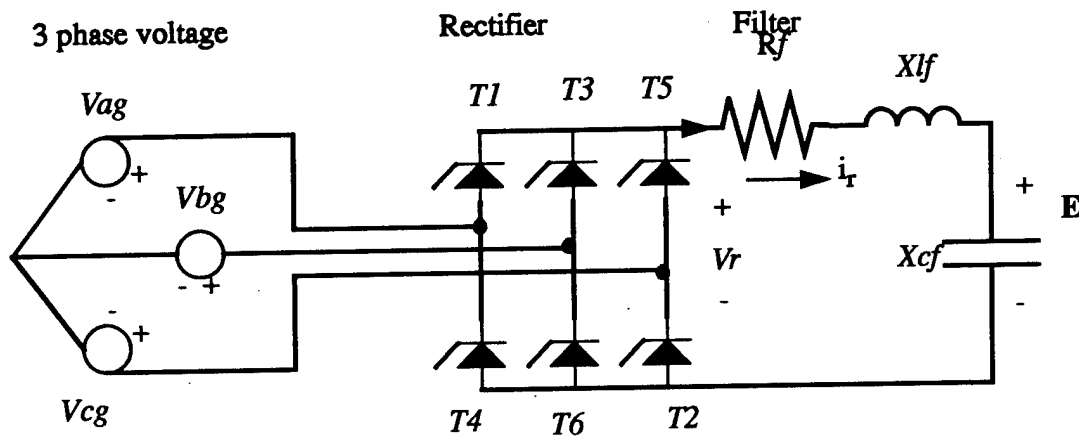 3 phase voltage
Rectifier
Filter
Rf
Xlf
T1
T3
T5
Vag
+
-
Vbg
- +
-
+
Vcg
ir
+
Vr
-
+
E
Xcf
-
T4
T6
T2